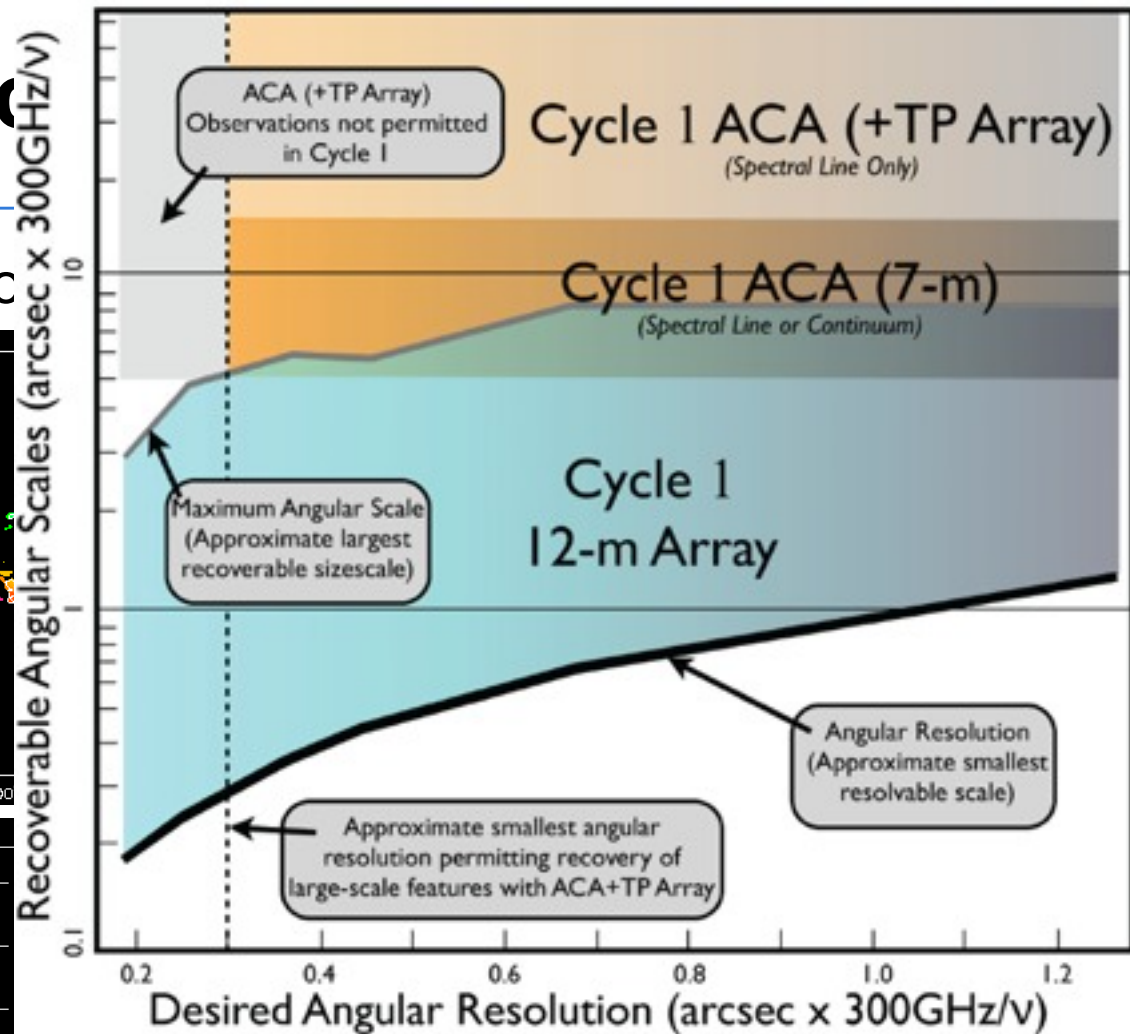 Recoverable Angular Scales (arcsec x 300GHz/ν)
10
1
0.1
ACA (+TP Array)
Observations not permitted
in Cycle 1
Cycle 1 ACA (+TP Array)
(Spectral Line Only)
Cycle 1 ACA (7-m)
(Spectral Line or Continuum)
Maximum Angular Scale
(Approximate largest
recoverable sizescale)
Cycle 1
12-m Array
Angular Resolution
(Approximate smallest
resolvable scale)
Approximate smallest angular
resolution permitting recovery of
large-scale features with ACA+TP Array
0.2 0.4 0.6 0.8 1.0 1.2
Desired Angular Resolution (arcsec x 300GHz/ν)